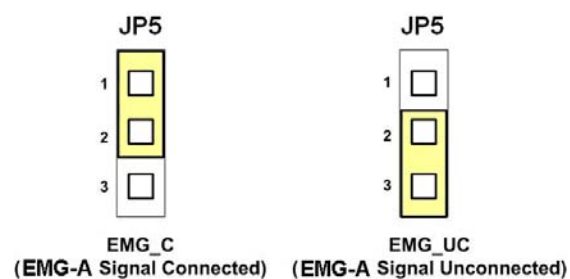 JP5
1
2
3
EMG_C
(EMG-A Signal Connected)
JP5
1
2
3
EMG_UC
(EMG-A Signal Unconnected)